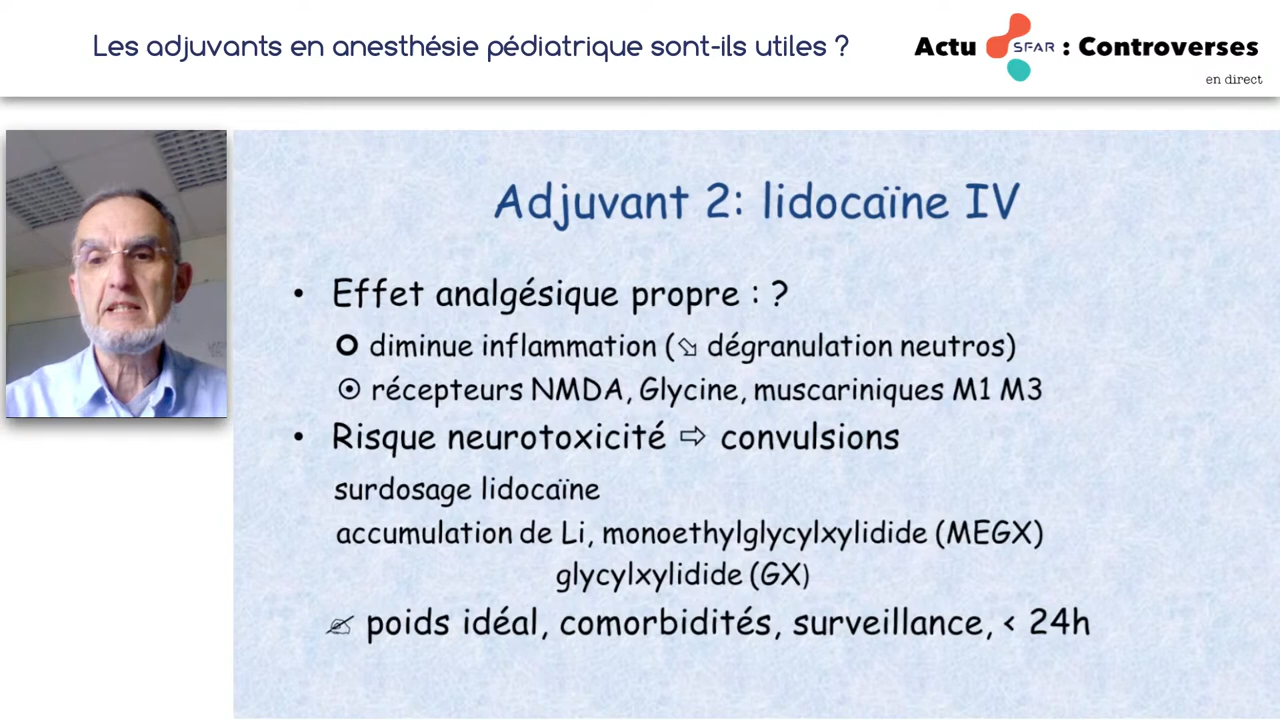 Les adjuvants en anesthésie pédiatrique sont-ils utiles ?
Actu SFAR : Controverses
en direct
Adjuvant 2: lidocaïne IV
• Effet analgésique propre : ?
diminue inflammation (⇘ dégranulation neutros)
récepteurs NMDA, Glycine, muscariniques M1 M3
• Risque neurotoxicité ⇨ convulsions
surdosage lidocaïne
accumulation de Li, monoethylglycylxylidide (MEGX)
glycylxylidide (GX)
✍ poids idéal, comorbidités, surveillance, < 24h